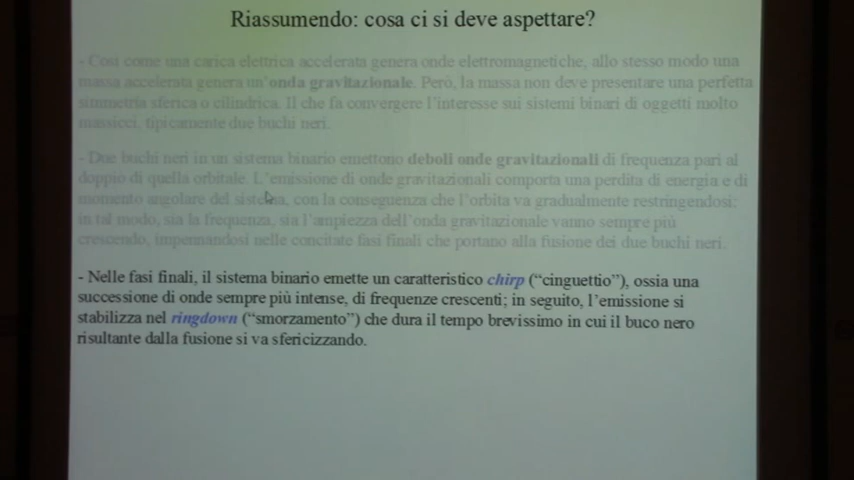 Riassumendo: cosa ci si deve aspettare?
- Così come una carica elettrica accelerata genera onde elettromagnetiche, allo stesso modo una
massa accelerata genera un'onda gravitazionale. Però, la massa non deve presentare una perfetta
simmetria sferica o cilindrica. Il che fa convergere l'interesse sui sistemi binari di oggetti molto
massicci, tipicamente due buchi neri.
- Due buchi neri in un sistema binario emettono deboli onde gravitazionali di frequenza pari al
doppio di quella orbitale. L'emissione di onde gravitazionali comporta una perdita di energia e di
momento angolare del sistema, con la conseguenza che l'orbita va gradualmente restringendosi:
in tal modo, sia la frequenza, sia l'ampiezza dell'onda gravitazionale vanno sempre più
crescendo, impennandosi nelle concitate fasi finali che portano alla fusione dei due buchi neri.
- Nelle fasi finali, il sistema binario emette un caratteristico chirp (“cinguettio”), ossia una
successione di onde sempre più intense, di frequenze crescenti; in seguito, l'emissione si
stabilizza nel ringdown (“smorzamento”) che dura il tempo brevissimo in cui il buco nero
risultante dalla fusione si va sfericizzando.